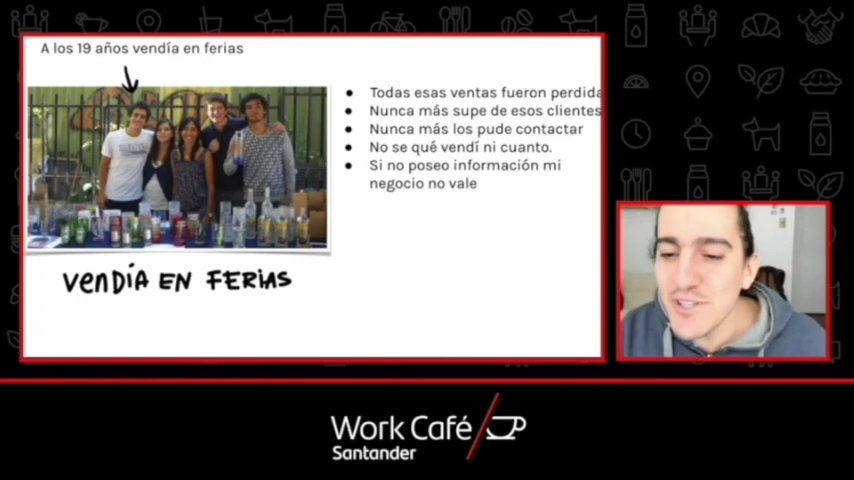 A los 19 años vendía en ferias
● Todas esas ventas fueron perdida
● Nunca más supe de esos clientes
● Nunca más los pude contactar
● No se qué vendí ni cuanto.
● Si no poseo información mi
negocio no vale
VENDÍA EN FERIAS
Work Café
Santander